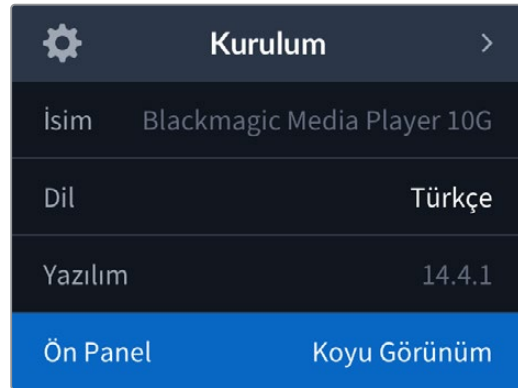 Kurulum
İsim Blackmagic Media Player 10G
Dil Türkçe
Yazılım 14.4.1
Ön Panel Koyu Görünüm